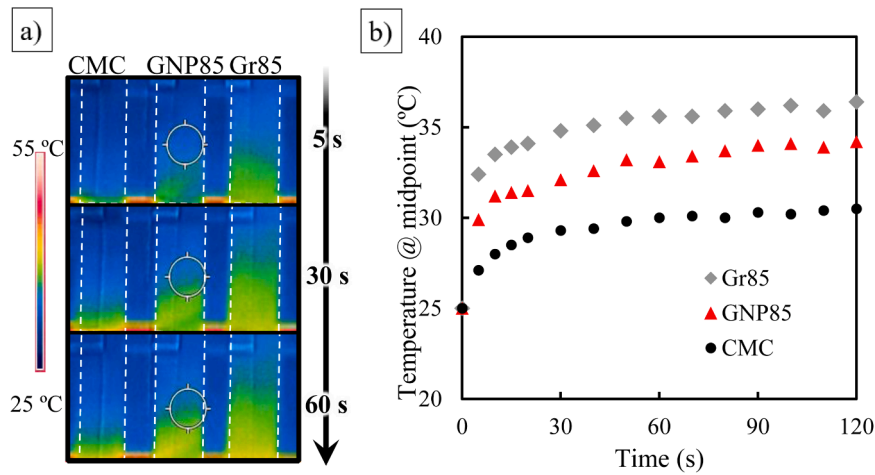 a)
CMC GNP85 Gr85
55 ºC
25 ºC
5 s
30 s
60 s
b)
Temperature @ midpoint (ºC)
40
35
30
25
20
0 30 60 90 120
Time (s)
Gr85
GNP85
CMC